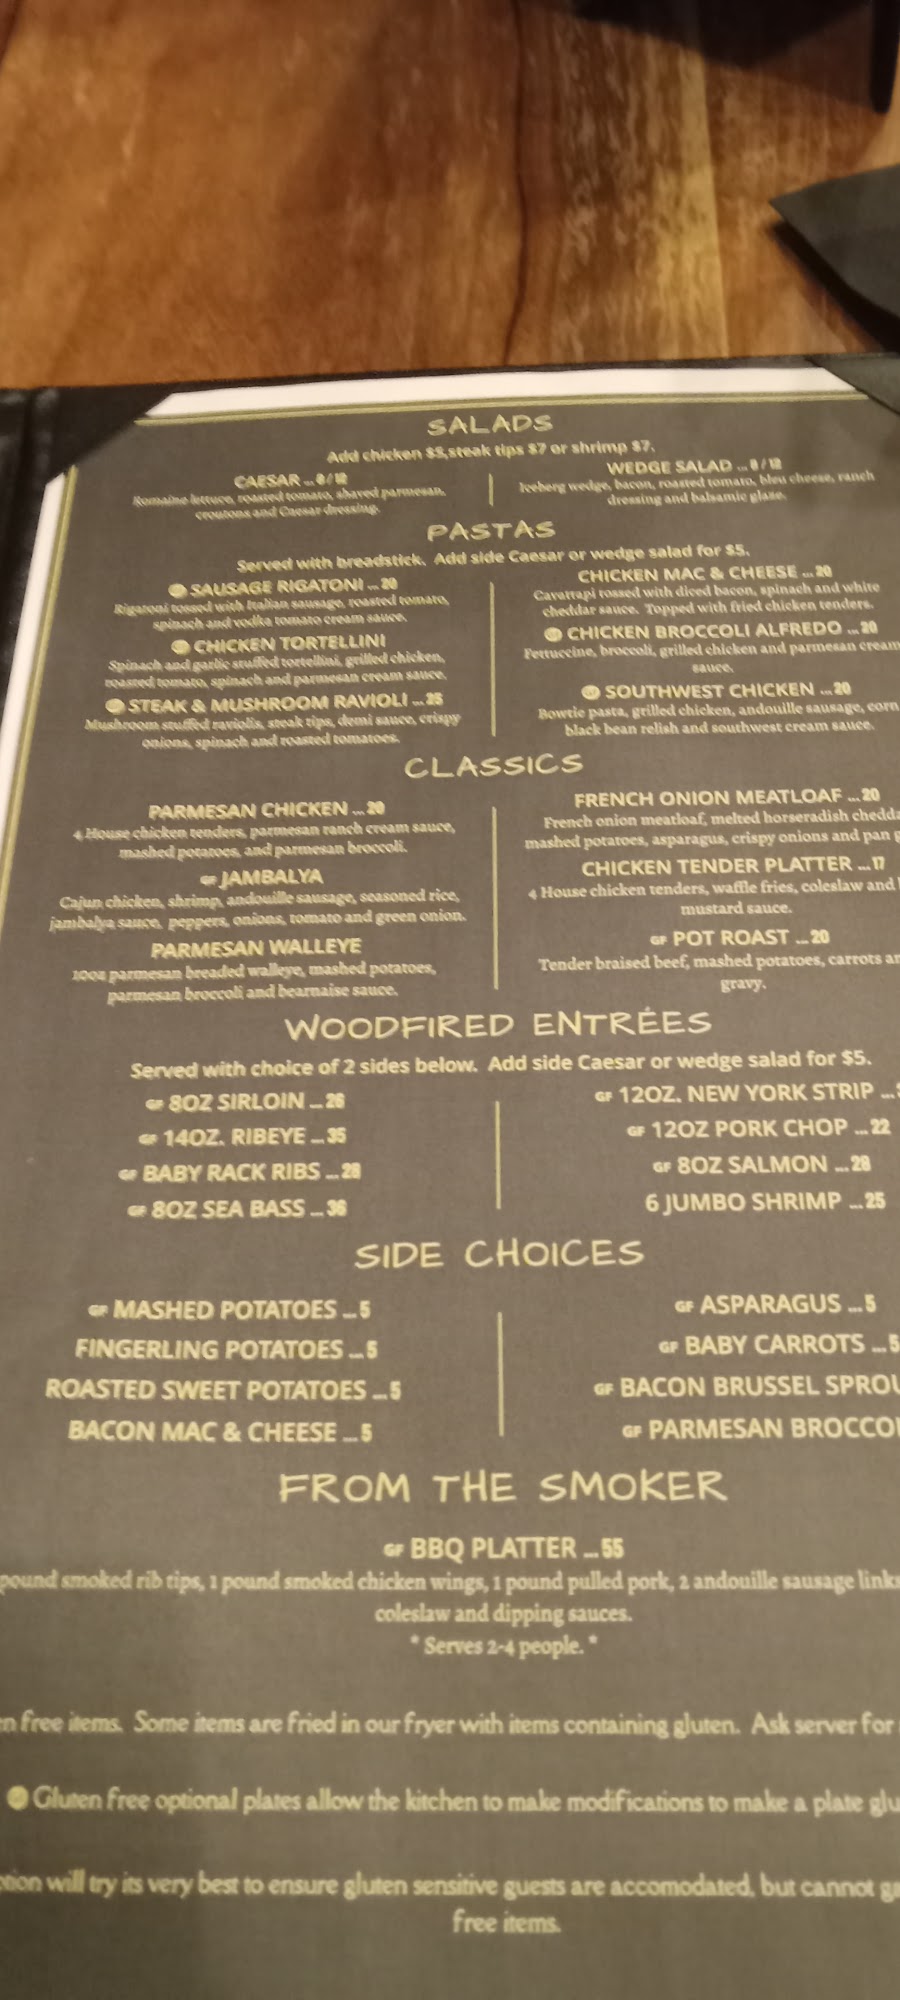 SALADS
Add chicken $5,steak tips $7 or shrimp $7.
CAESAR ... 8 / 12
Romaine lettuce, roasted tomato, shaved parmesan,
croutons and Caesar dressing.
WEDGE SALAD ... 8 / 12
Iceberg wedge, bacon, roasted tomato, bleu cheese, ranch
dressing and balsamic glaze.
PASTAS
Served with breadstick. Add side Caesar or wedge salad for $5.
SAUSAGE RIGATONI ... 20
Rigatoni tossed with Italian sausage, roasted tomato,
spinach and vodka tomato cream sauce.
CHICKEN TORTELLINI
Spinach and garlic stuffed tortellini, grilled chicken,
roasted tomato, spinach and parmesan cream sauce.
STEAK & MUSHROOM RAVIOLI ... 25
Mushroom stuffed raviolis, steak tips, demi sauce, crispy
onions, spinach and roasted tomatoes.
CHICKEN MAC & CHEESE ... 20
Cavattapi tossed with diced bacon, spinach and white
cheddar sauce. Topped with fried chicken tenders.
CHICKEN BROCCOLI ALFREDO ... 20
Fettuccine, broccoli, grilled chicken and parmesan cream
sauce.
SOUTHWEST CHICKEN ... 20
Bowtie pasta, grilled chicken, andouille sausage, corn
black bean relish and southwest cream sauce.
CLASSICS
PARMESAN CHICKEN ... 20
4 House chicken tenders, parmesan ranch cream sauce,
mashed potatoes, and parmesan broccoli.
GF JAMBALYA
Cajun chicken, shrimp, andouille sausage, seasoned rice,
jambalya sauce, peppers, onions, tomato and green onion.
PARMESAN WALLEYE
10oz parmesan breaded walleye, mashed potatoes,
parmesan broccoli and bearnaise sauce.
FRENCH ONION MEATLOAF ... 20
French onion meatloaf, melted horseradish chedda
mashed potatoes, asparagus, crispy onions and pan g
CHICKEN TENDER PLATTER ... 17
4 House chicken tenders, waffle fries, coleslaw and
mustard sauce.
GF POT ROAST ... 20
Tender braised beef, mashed potatoes, carrots an
gravy.
WOODFIRED ENTRÉES
Served with choice of 2 sides below. Add side Caesar or wedge salad for $5.
GF 8OZ SIRLOIN ... 26
GF 14OZ. RIBEYE ... 35
GF BABY RACK RIBS ... 28
GF 8OZ SEA BASS ... 36
GF 12OZ. NEW YORK STRIP ...
GF 12OZ PORK CHOP ... 22
GF 8OZ SALMON ... 28
6 JUMBO SHRIMP ... 25
SIDE CHOICES
GF MASHED POTATOES ... 5
FINGERLING POTATOES ... 5
ROASTED SWEET POTATOES ... 5
BACON MAC & CHEESE ... 5
GF ASPARAGUS ... 5
GF BABY CARROTS ... 5
GF BACON BRUSSEL SPROU
GF PARMESAN BROCCO
FROM THE SMOKER
GF BBQ PLATTER ... 55
pound smoked rib tips, 1 pound smoked chicken wings, 1 pound pulled pork, 2 andouille sausage links
coleslaw and dipping sauces.
* Serves 2-4 people. *
n free items. Some items are fried in our fryer with items containing gluten. Ask server for
Gluten free optional plates allow the kitchen to make modifications to make a plate glu
tion will try its very best to ensure gluten sensitive guests are accomodated, but cannot g
free items.